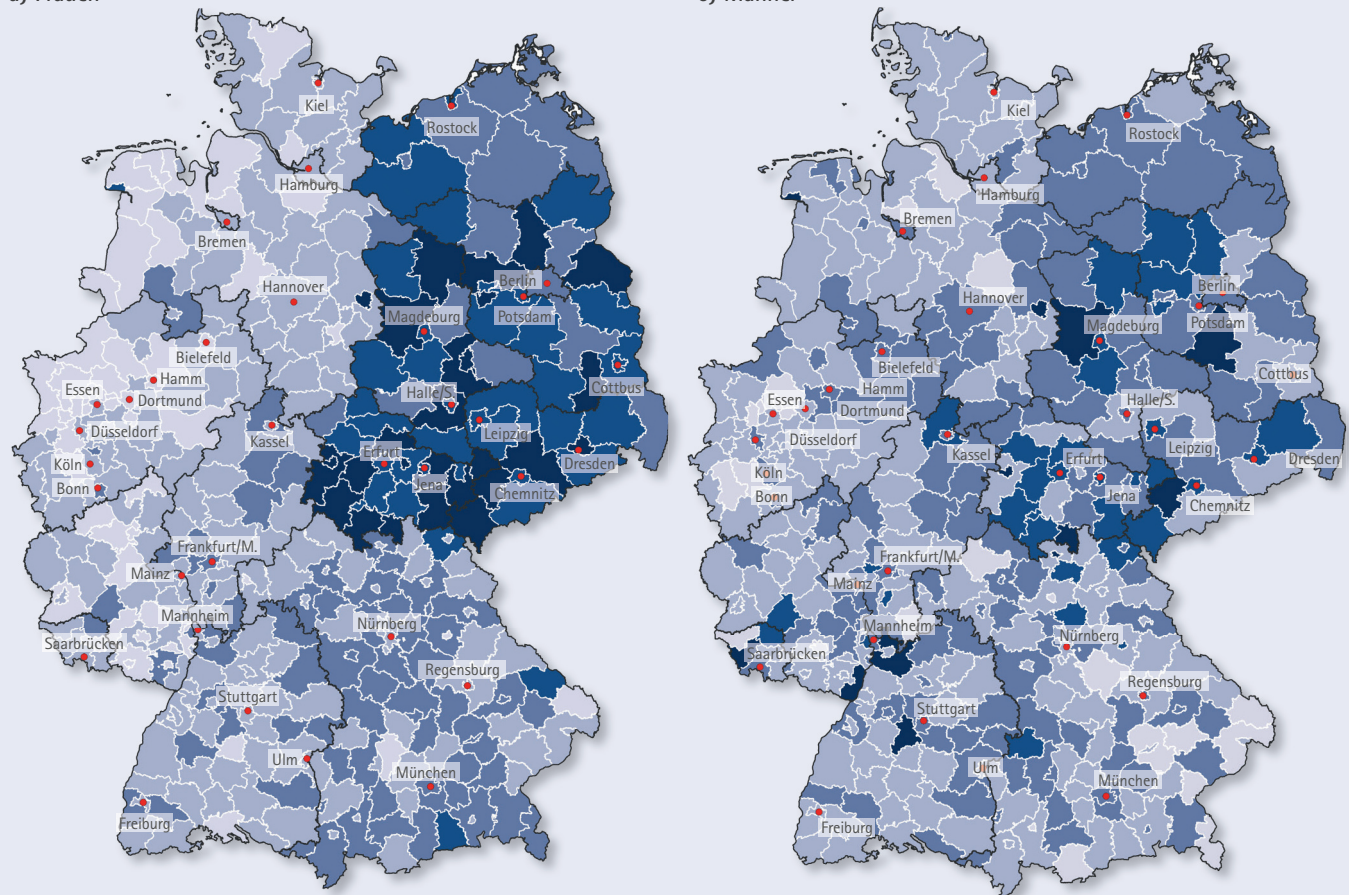 a) Frauen
b) Männer
Kiel
Rostock
Hamburg
Bremen
Hannover
Berlin
Potsdam
Magdeburg
Bielefeld
Hamm
Essen
Dortmund
Cottbus
Halle/S.
Düsseldorf
Kassel
Leipzig
Köln
Erfurt
Dresden
Bonn
Jena
Chemnitz
Frankfurt/M.
Mainz
Mannheim
Nürnberg
Saarbrücken
Regensburg
Stuttgart
Ulm
München
Freiburg
Kiel
Rostock
Hamburg
Bremen
Berlin
Hannover
Potsdam
Magdeburg
Bielefeld
Cottbus
Essen
Hamm
Dortmund
Halle/S.
Düsseldorf
Leipzig
Kassel
Dresden
Köln
Erfurt
Bonn
Jena
Chemnitz
Frankfurt/M.
Mainz
Mannheim
Nürnberg
Saarbrücken
Regensburg
Stuttgart
Ulm
München
Freiburg